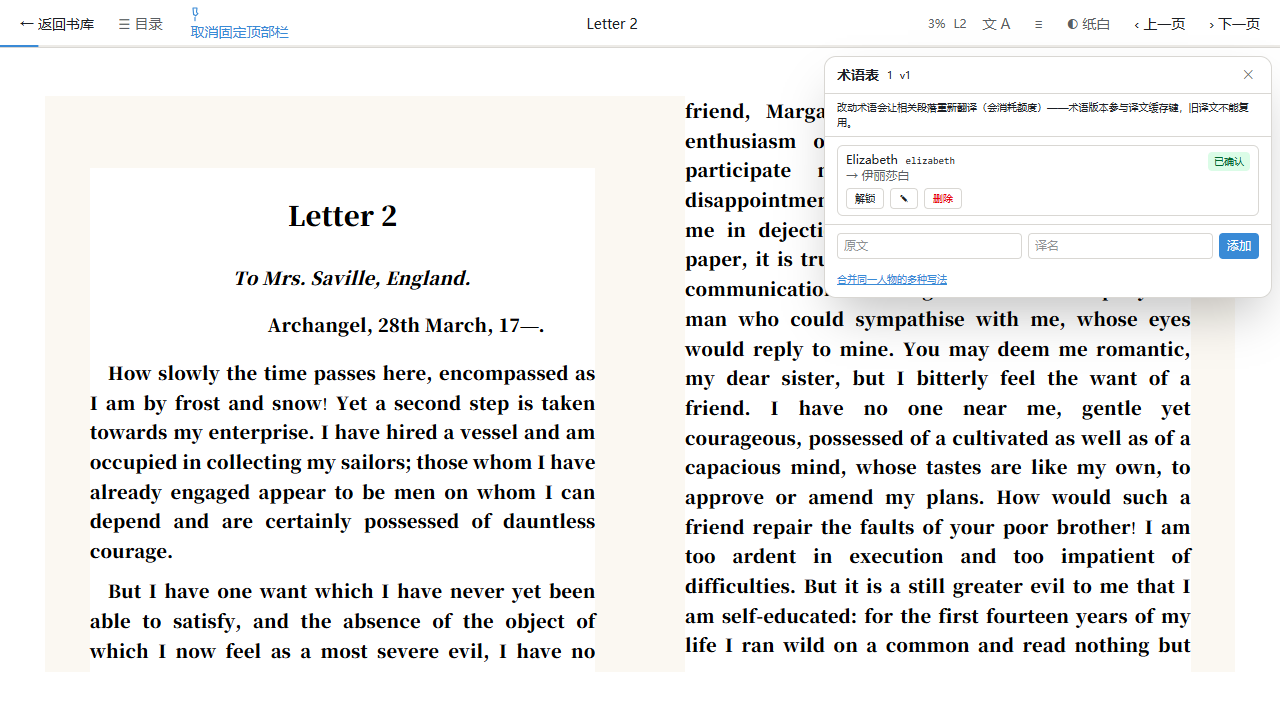 ← 返回书库
☰ 目录
取消固定顶部栏
Letter 2
3% L2
文 A
≡
纸白
‹ 上一页
› 下一页
Letter 2
To Mrs. Saville, England.
Archangel, 28th March, 17—.
How slowly the time passes here, encompassed as
I am by frost and snow! Yet a second step is taken
towards my enterprise. I have hired a vessel and am
occupied in collecting my sailors; those whom I have
already engaged appear to be men on whom I can
depend and are certainly possessed of dauntless
courage.
But I have one want which I have never yet been
able to satisfy, and the absence of the object of
which I now feel as a most severe evil, I have no
friend, Marga
enthusiasm o
participate
disappointmen
me in dejecti
paper, it is tru
communication
man who could sympathise with me, whose eyes
would reply to mine. You may deem me romantic,
my dear sister, but I bitterly feel the want of a
friend. I have no one near me, gentle yet
courageous, possessed of a cultivated as well as of a
capacious mind, whose tastes are like my own, to
approve or amend my plans. How would such a
friend repair the faults of your poor brother! I am
too ardent in execution and too impatient of
difficulties. But it is a still greater evil to me that I
am self-educated: for the first fourteen years of my
life I ran wild on a common and read nothing but
术语表 1 v1
改动术语会让相关段落重新翻译（会消耗额度）——术语版本参与译文缓存键，旧译文不能复
用。
Elizabeth elizabeth
已确认
→ 伊丽莎白
解锁
删除
原文
译名
添加
合并同一人物的多种写法